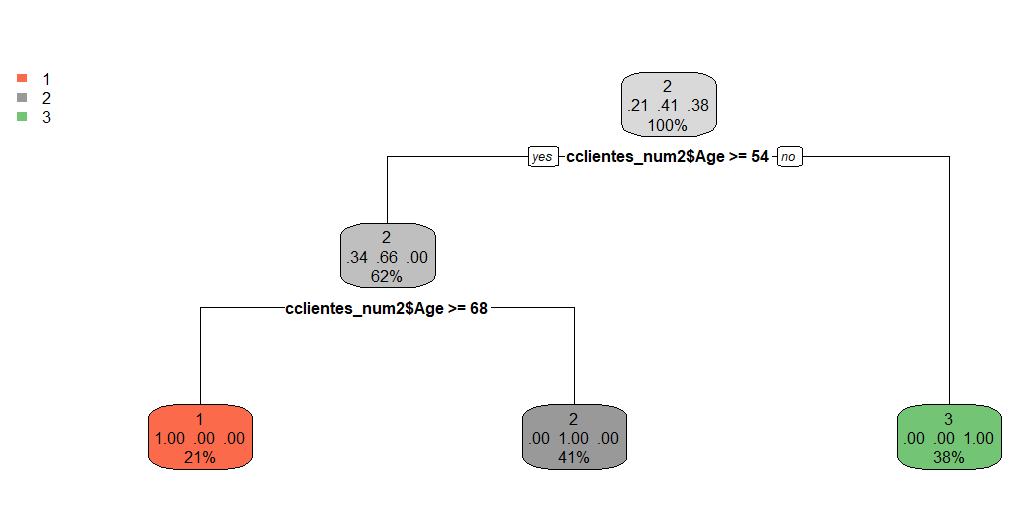 1
2
3
2
.21 .41 .38
100%
yes cclientes_num2$Age >= 54 no
2
.34 .66 .00
62%
cclientes_num2$Age >= 68
1
1.00 .00 .00
21%
2
.00 1.00 .00
41%
3
.00 .00 1.00
38%